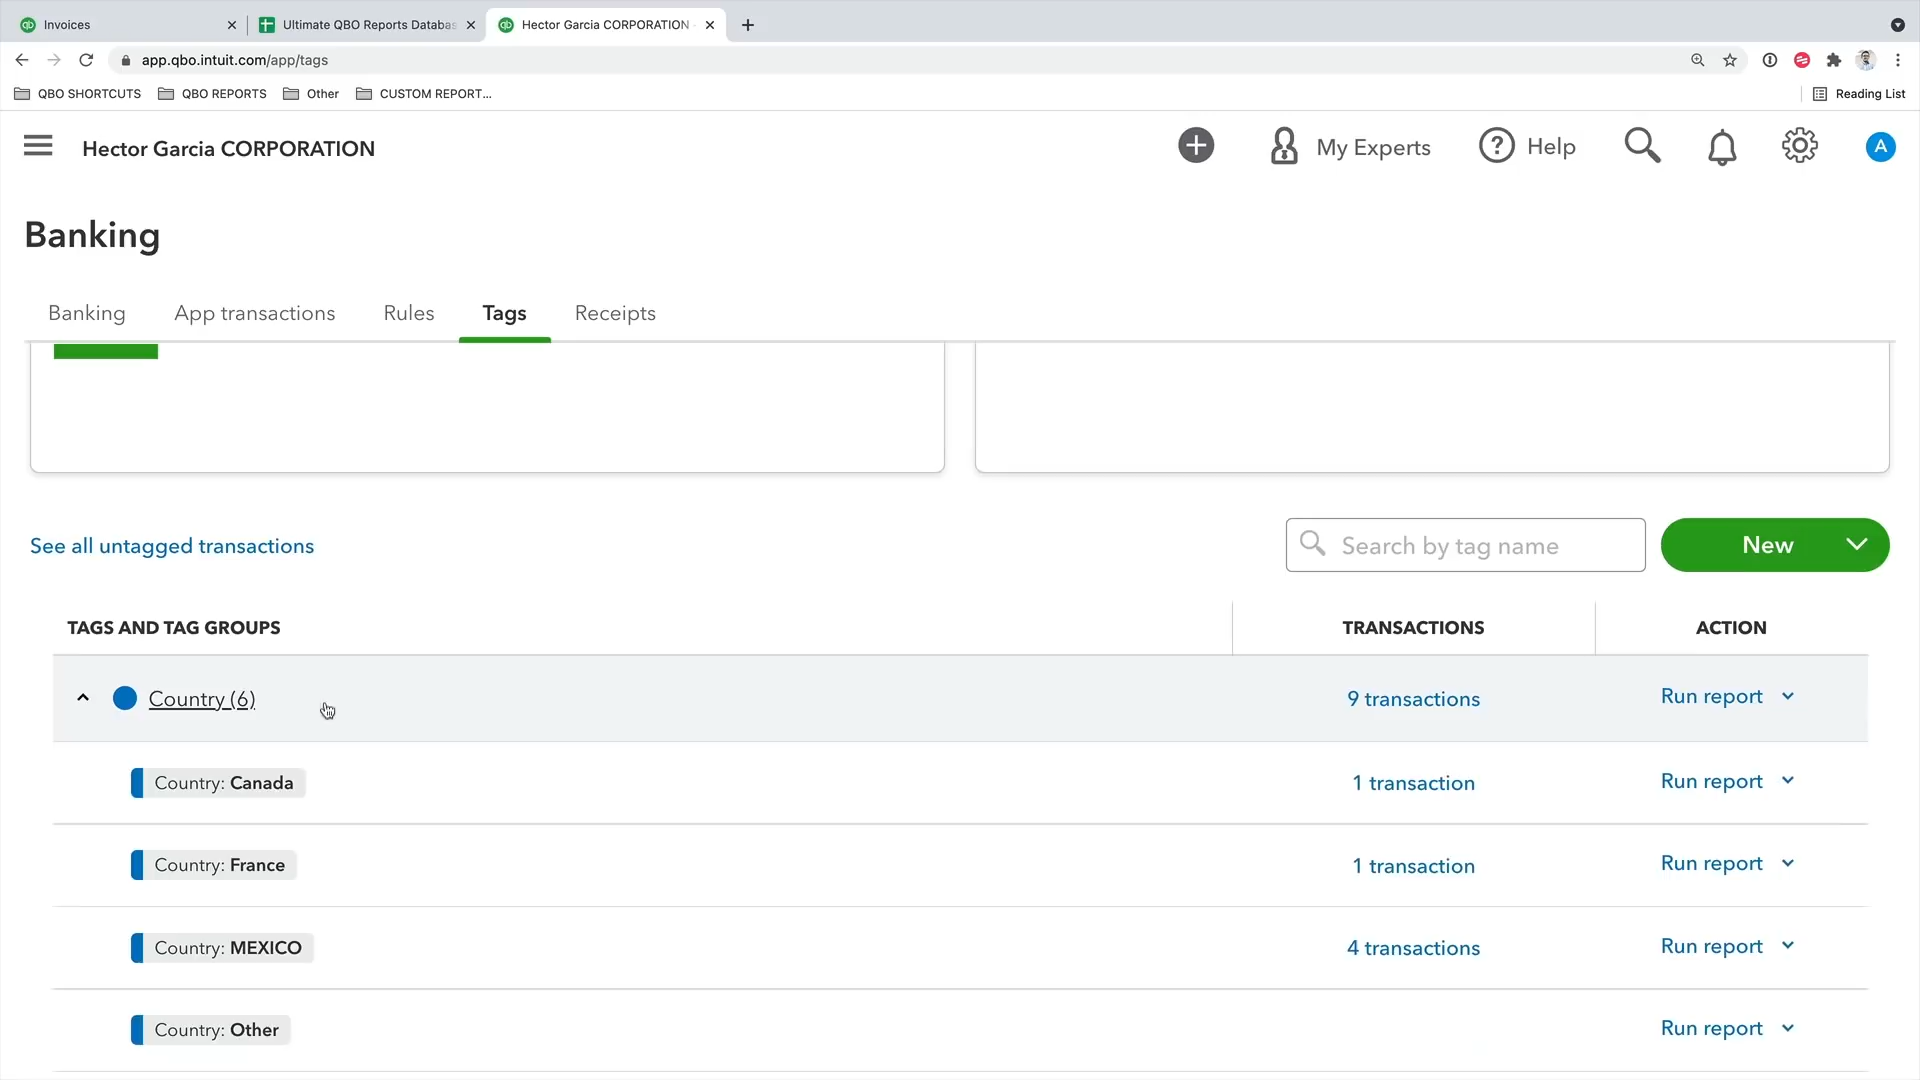 Invoices
Ultimate QBO Reports Databas
Hector Garcia CORPORATION
app.qbo.intuit.com/app/tags
QBO SHORTCUTS
QBO REPORTS
Other
CUSTOM REPORT...
Reading List
Hector Garcia CORPORATION
My Experts
Help
A
Banking
Banking
App transactions
Rules
Tags
Receipts
See all untagged transactions
Search by tag name
New
TAGS AND TAG GROUPS
TRANSACTIONS
ACTION
Country (6)
9 transactions
Run report
Country: Canada
1 transaction
Run report
Country: France
1 transaction
Run report
Country: MEXICO
4 transactions
Run report
Country: Other
Run report